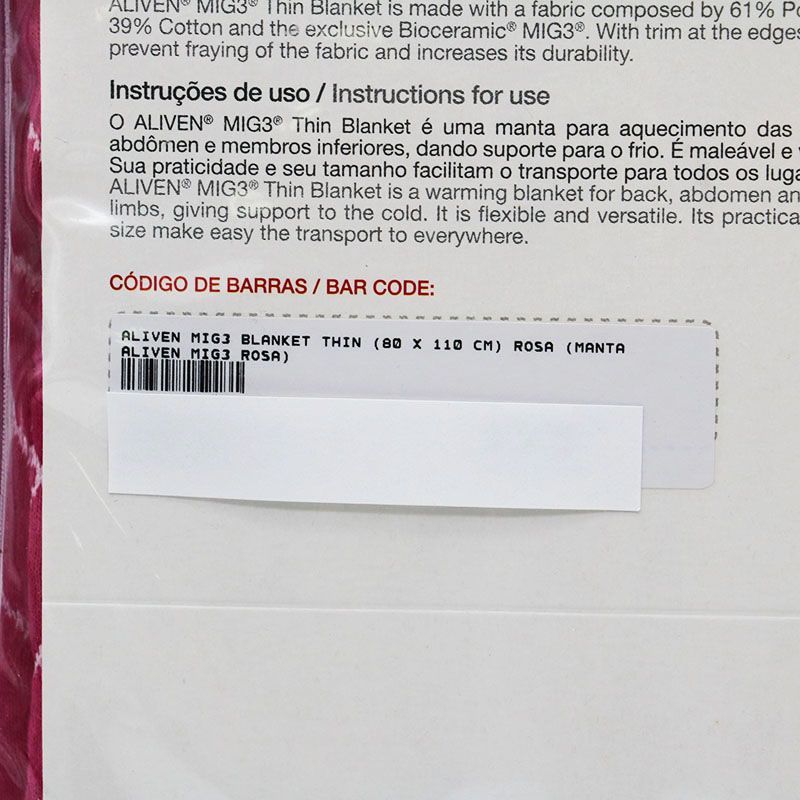 ALIVEN® MIG3® Thin Blanket is made with a fabric composed by 61%
39% Cotton and the exclusive Bioceramic® MIG3®. With trim at the edges
prevent fraying of the fabric and increases its durability.
Instruções de uso / Instructions for use
O ALIVEN® MIG3® Thin Blanket é uma manta para aquecimento das
abdômen e membros inferiores, dando suporte para o frio. É maleável e
Sua praticidade e seu tamanho facilitam o transporte para todos os
ALIVEN® MIG3® Thin Blanket is a warming blanket for back, abdomen
limbs, giving support to the cold. It is flexible and versatile. Its
size make easy the transport to everywhere.
CÓDIGO DE BARRAS / BAR CODE:
ALIVEN MIG3 BLANKET THIN (80 X 110 CM) ROSA (MANTA
ALIVEN MIG3 ROSA)